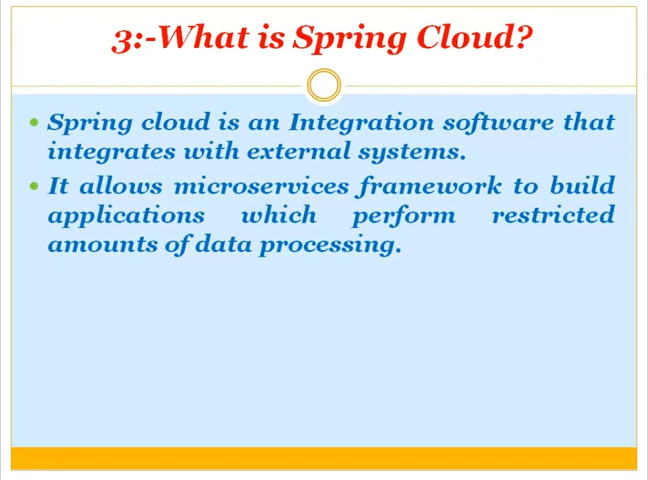 3:-What is Spring Cloud?
Spring cloud is an Integration software that
integrates with external systems.
It allows microservices framework to build
applications which perform restricted
amounts of data processing.